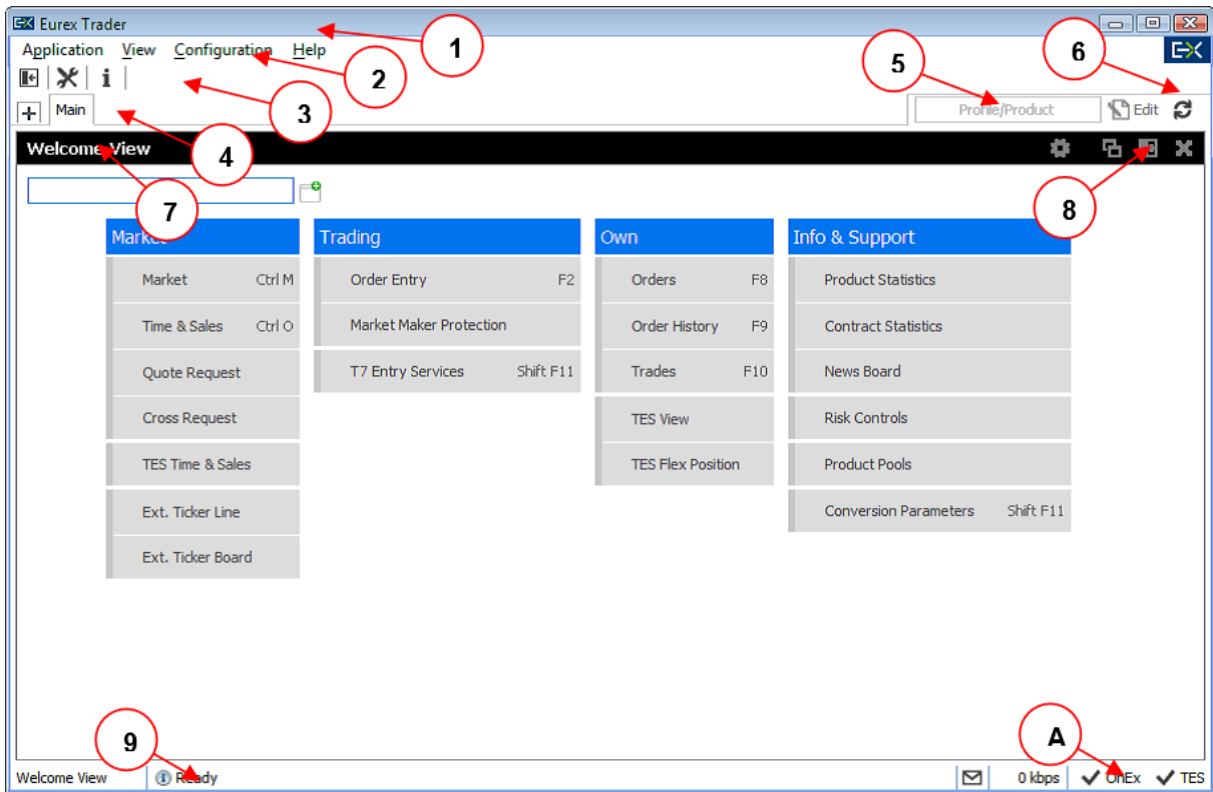 EX Eurex Trader
1
Application View Configuration Help
2
6
EX
5
3
Main
Profile/Product
Edit
4
Welcome View
7
8
Market
Trading
Own
Info & Support
Market Ctrl M
Order Entry F2
Orders F8
Product Statistics
Time & Sales Ctrl O
Market Maker Protection
Order History F9
Contract Statistics
Quote Request
T7 Entry Services Shift F11
Trades F10
News Board
Cross Request
TES View
Risk Controls
TES Time & Sales
TES Flex Position
Product Pools
Ext. Ticker Line
Conversion Parameters Shift F11
Ext. Ticker Board
9
A
Welcome View
Ready
0 kbps
OnEx
TES